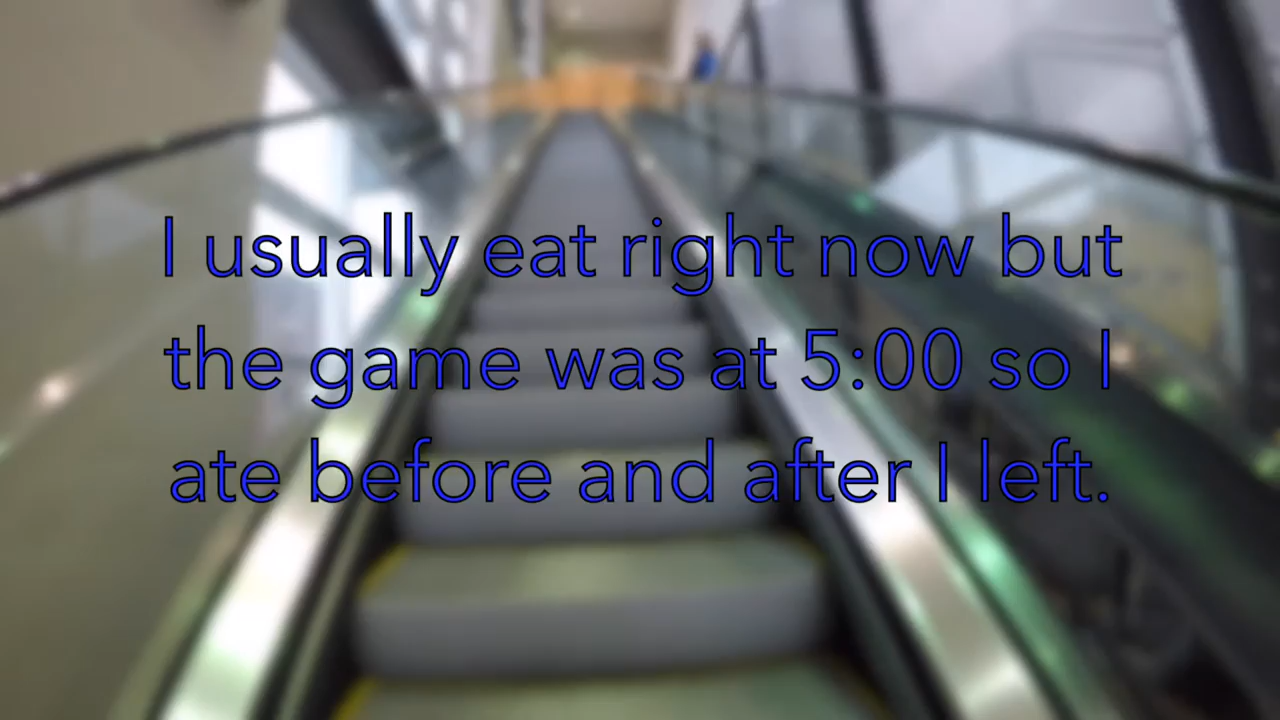 I usually eat right now but
the game was at 5:00 so I
ate before and after I left.